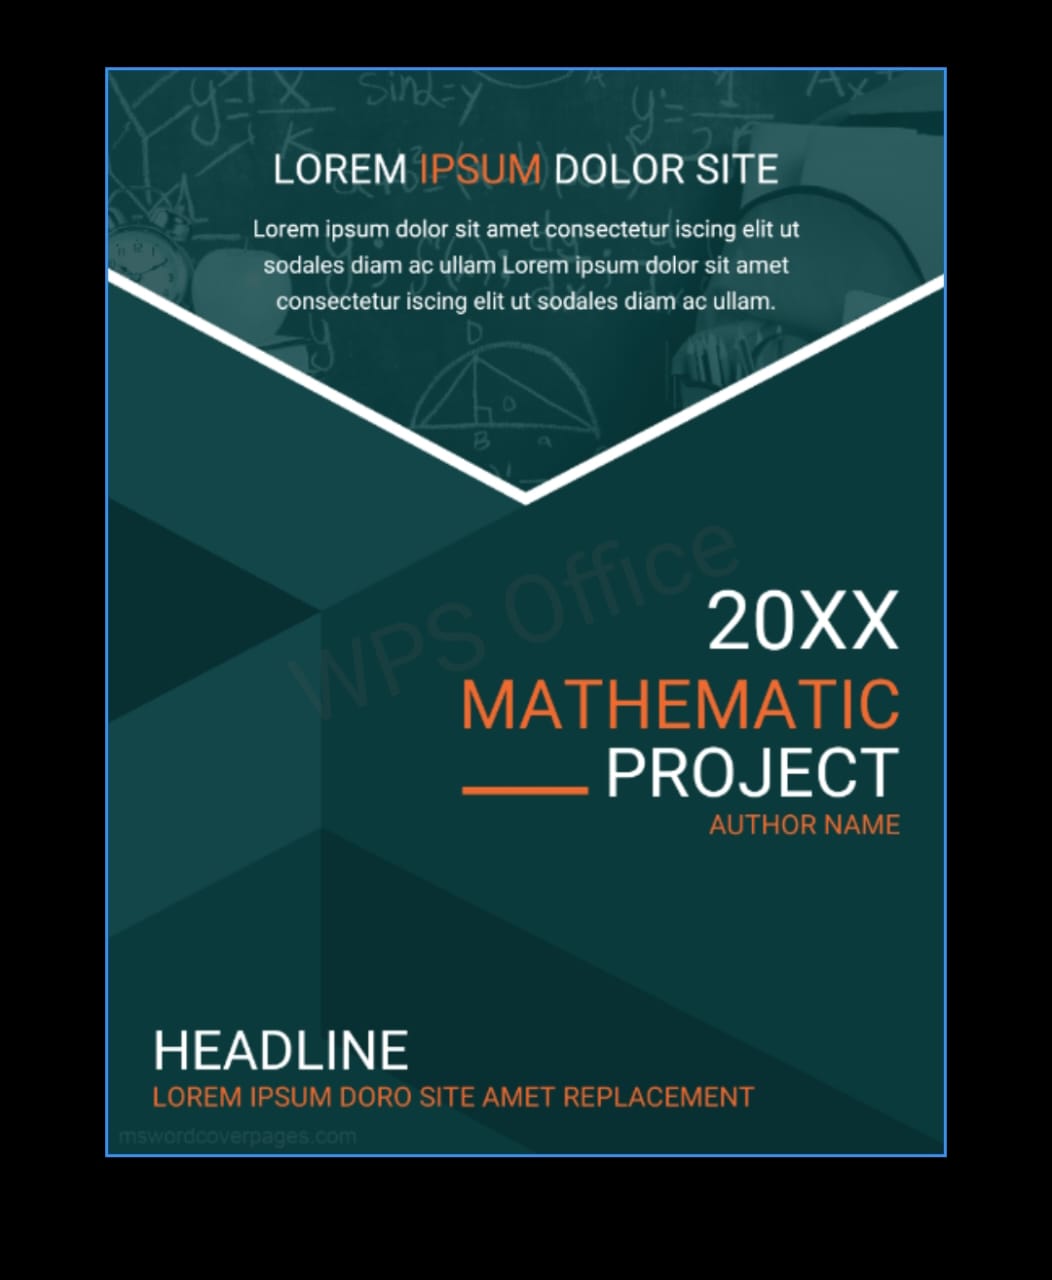 LOREM IPSUM DOLOR SITE
Lorem ipsum dolor sit amet consectetur iscing elit ut
sodales diam ac ullam Lorem ipsum dolor sit amet
consectetur iscing elit ut sodales diam ac ullam.
WPS Office
20XX
MATHEMATIC
PROJECT
AUTHOR NAME
HEADLINE
LOREM IPSUM DORO SITE AMET REPLACEMENT
mswordcoverpages.com